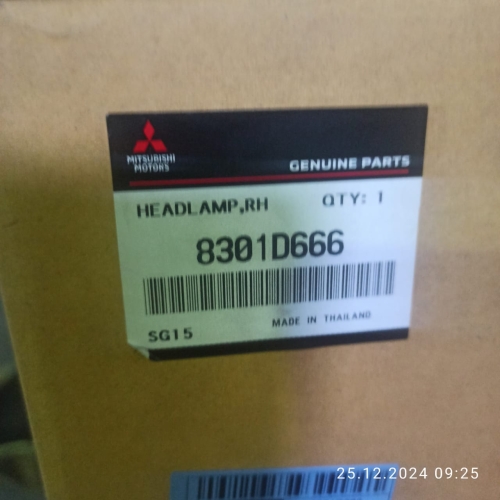 MITSUBISHI
MOTORS
GENUINE PARTS
HEADLAMP,RH QTY: 1
8301D666
SG15 MADE IN THAILAND
25.12.2024 09:25